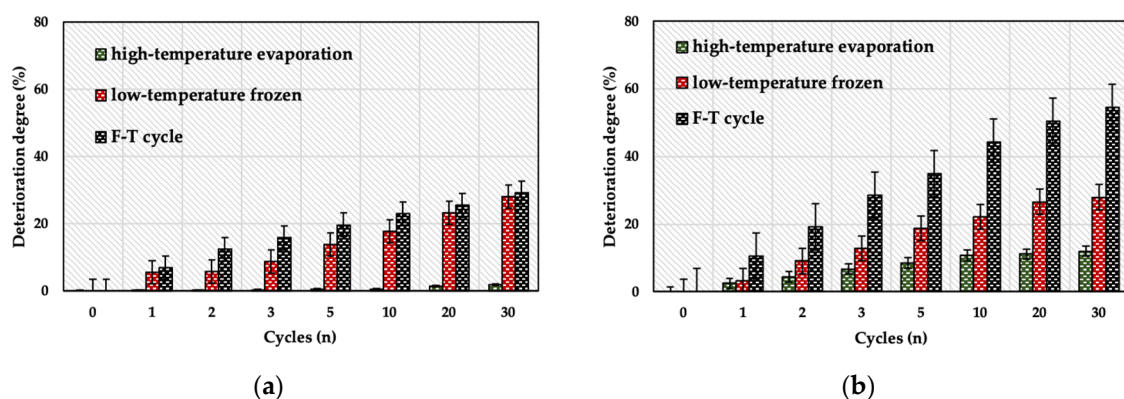 80
60
40
20
0
Deterioration degree (%)
high-temperature evaporation
low-temperature frozen
F-T cycle
0 1 2 3 5 10 20 30
Cycles (n)
(a)
80
60
40
20
0
Deterioration degree (%)
high-temperature evaporation
low-temperature frozen
F-T cycle
0 1 2 3 5 10 20 30
Cycles (n)
(b)